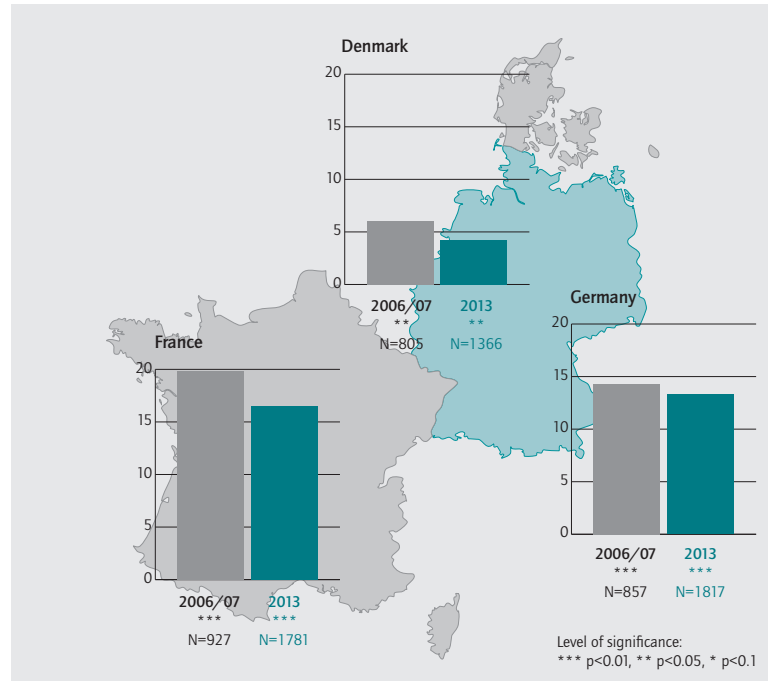 Denmark
20
15
10
5
0
2006/07 2013
** **
N=805 N=1366
Germany
20
15
10
5
0
2006/07 2013
*** ***
N=857 N=1817
France
20
15
10
5
0
2006/07 2013
*** ***
N=927 N=1781
Level of significance:
*** p<0.01, ** p<0.05, * p<0.1